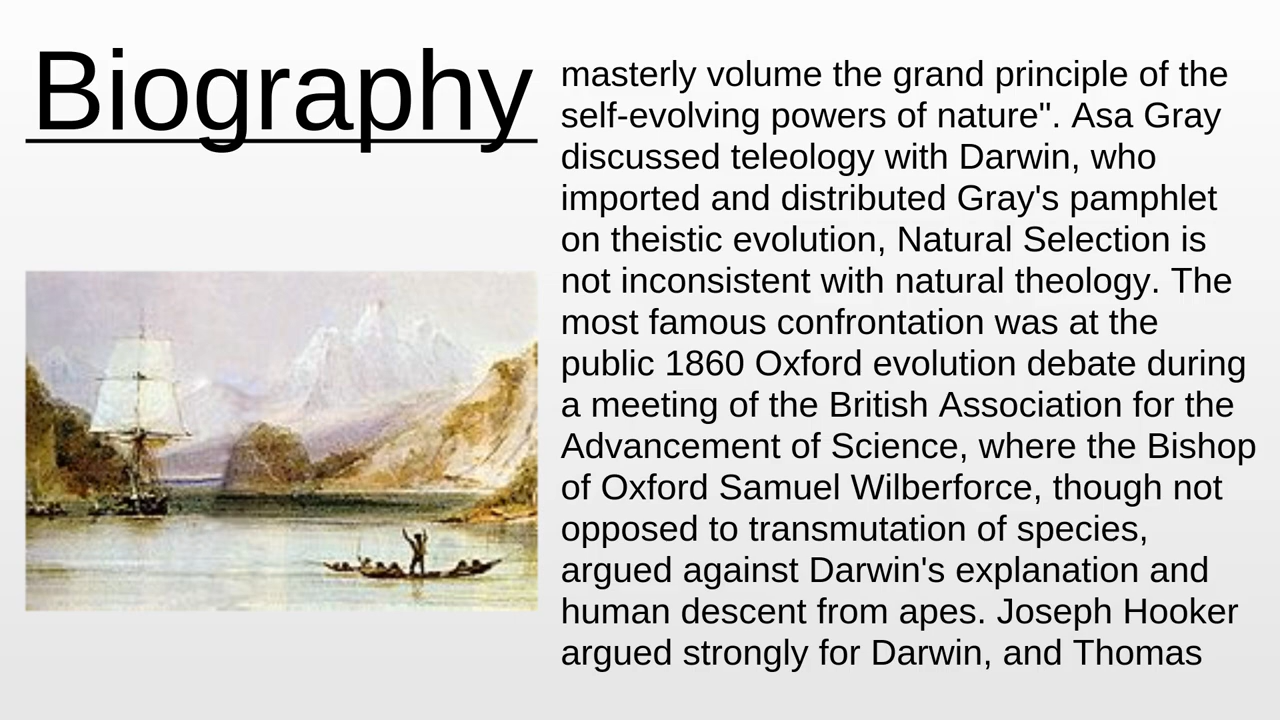 Biography
masterly volume the grand principle of the
self-evolving powers of nature". Asa Gray
discussed teleology with Darwin, who
imported and distributed Gray's pamphlet
on theistic evolution, Natural Selection is
not inconsistent with natural theology. The
most famous confrontation was at the
public 1860 Oxford evolution debate during
a meeting of the British Association for the
Advancement of Science, where the Bishop
of Oxford Samuel Wilberforce, though not
opposed to transmutation of species,
argued against Darwin's explanation and
human descent from apes. Joseph Hooker
argued strongly for Darwin, and Thomas